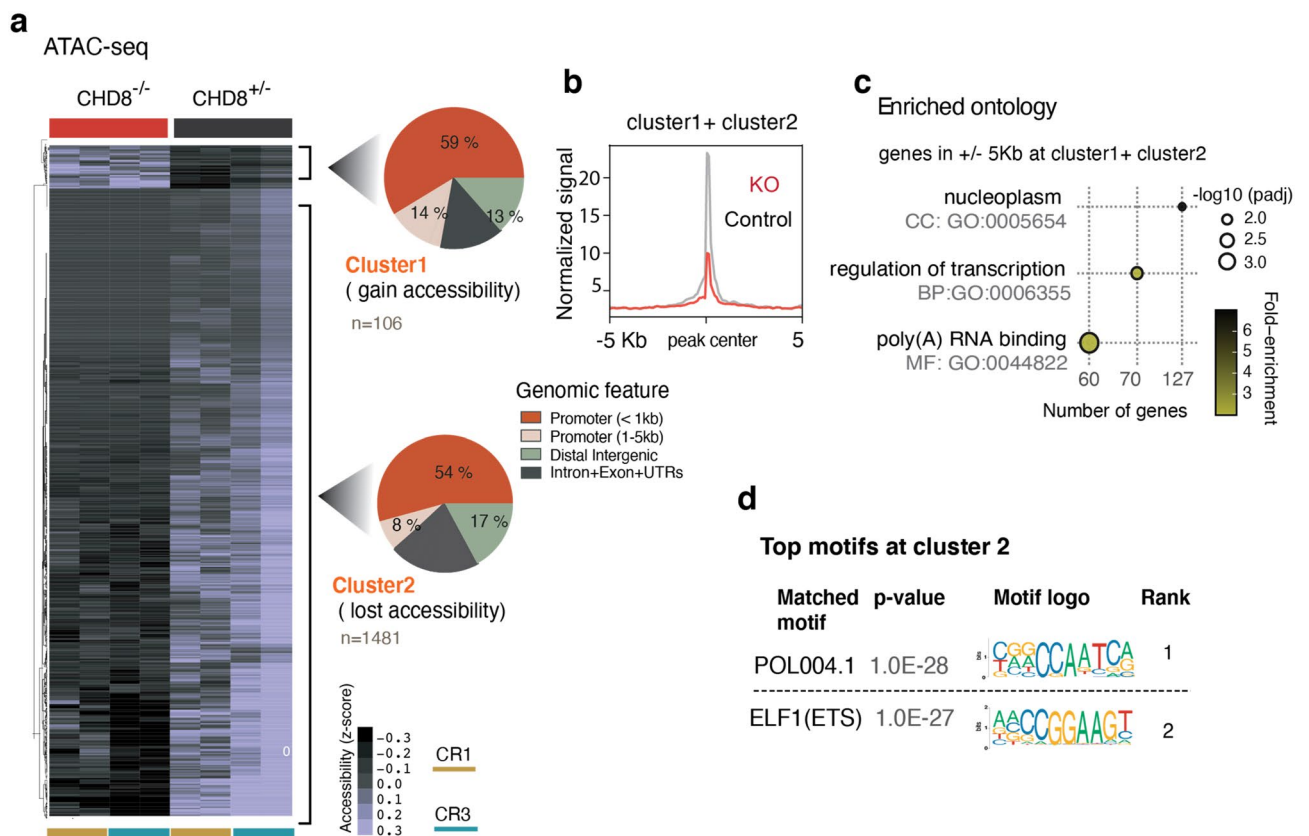 a
ATAC-seq
CHD8-/-
CHD8+/-
59 %
14 %
13 %
Cluster1
( gain accessibility)
n=106
54 %
8 %
17 %
Cluster2
( lost accessibility)
n=1481
Genomic feature
Promoter (< 1kb)
Promoter (1-5kb)
Distal Intergenic
Intron+Exon+UTRs
0
Accessibility (z-score)
-0.3
-0.2
-0.1
0.0
0.1
0.2
0.3
CR1
CR3
b
cluster1+ cluster2
Normalized signal
20
15
10
5
KO
Control
-5 Kb
peak center
5
c
Enriched ontology
genes in +/- 5Kb at cluster1+ cluster2
nucleoplasm
CC: GO:0005654
regulation of transcription
BP:GO:0006355
poly(A) RNA binding
MF: GO:0044822
60
70
127
Number of genes
-log10 (padj)
2.0
2.5
3.0
Fold-enrichment
6
5
4
3
d
Top motifs at cluster 2
Matched motif
p-value
Motif logo
Rank
POL004.1
1.0E-28
1
ELF1(ETS)
1.0E-27
2